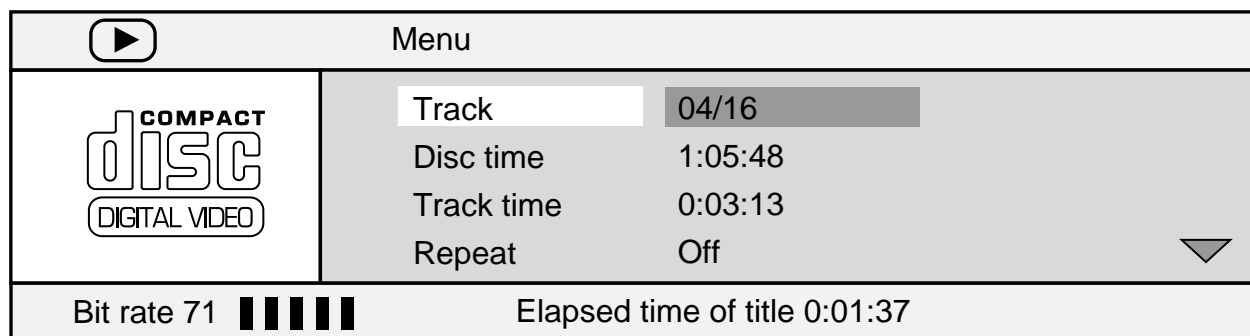 Menu
COMPACT
disc
DIGITAL VIDEO
Track 04/16
Disc time 1:05:48
Track time 0:03:13
Repeat Off
Bit rate 71 Elapsed time of title 0:01:37